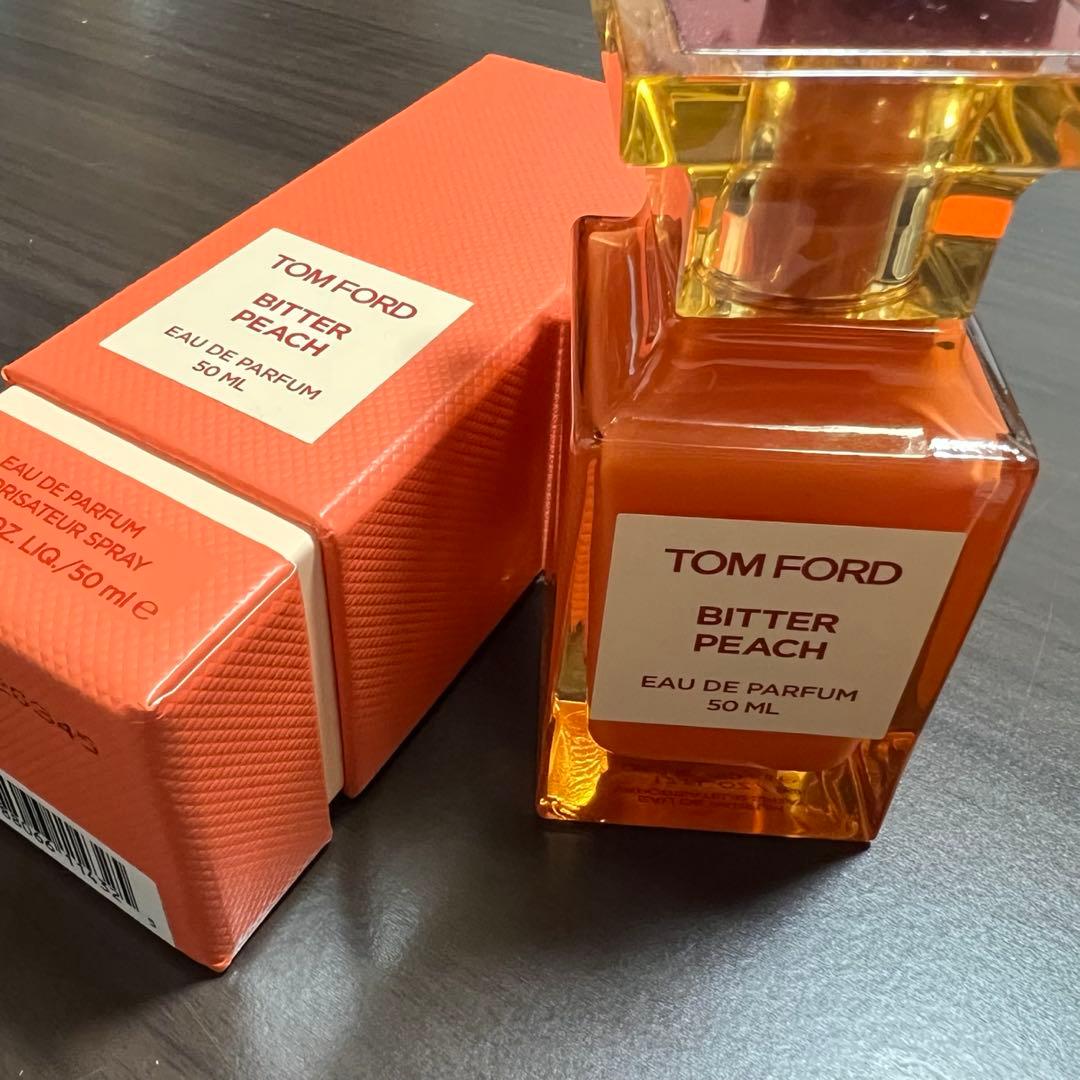 TOM FORD
BITTER
PEACH
EAU DE PARFUM
50 ML
EAU DE PARFUM
SPRAY
OZ LIQ./50 ml e
TOM FORD
BITTER
PEACH
EAU DE PARFUM
50 ML